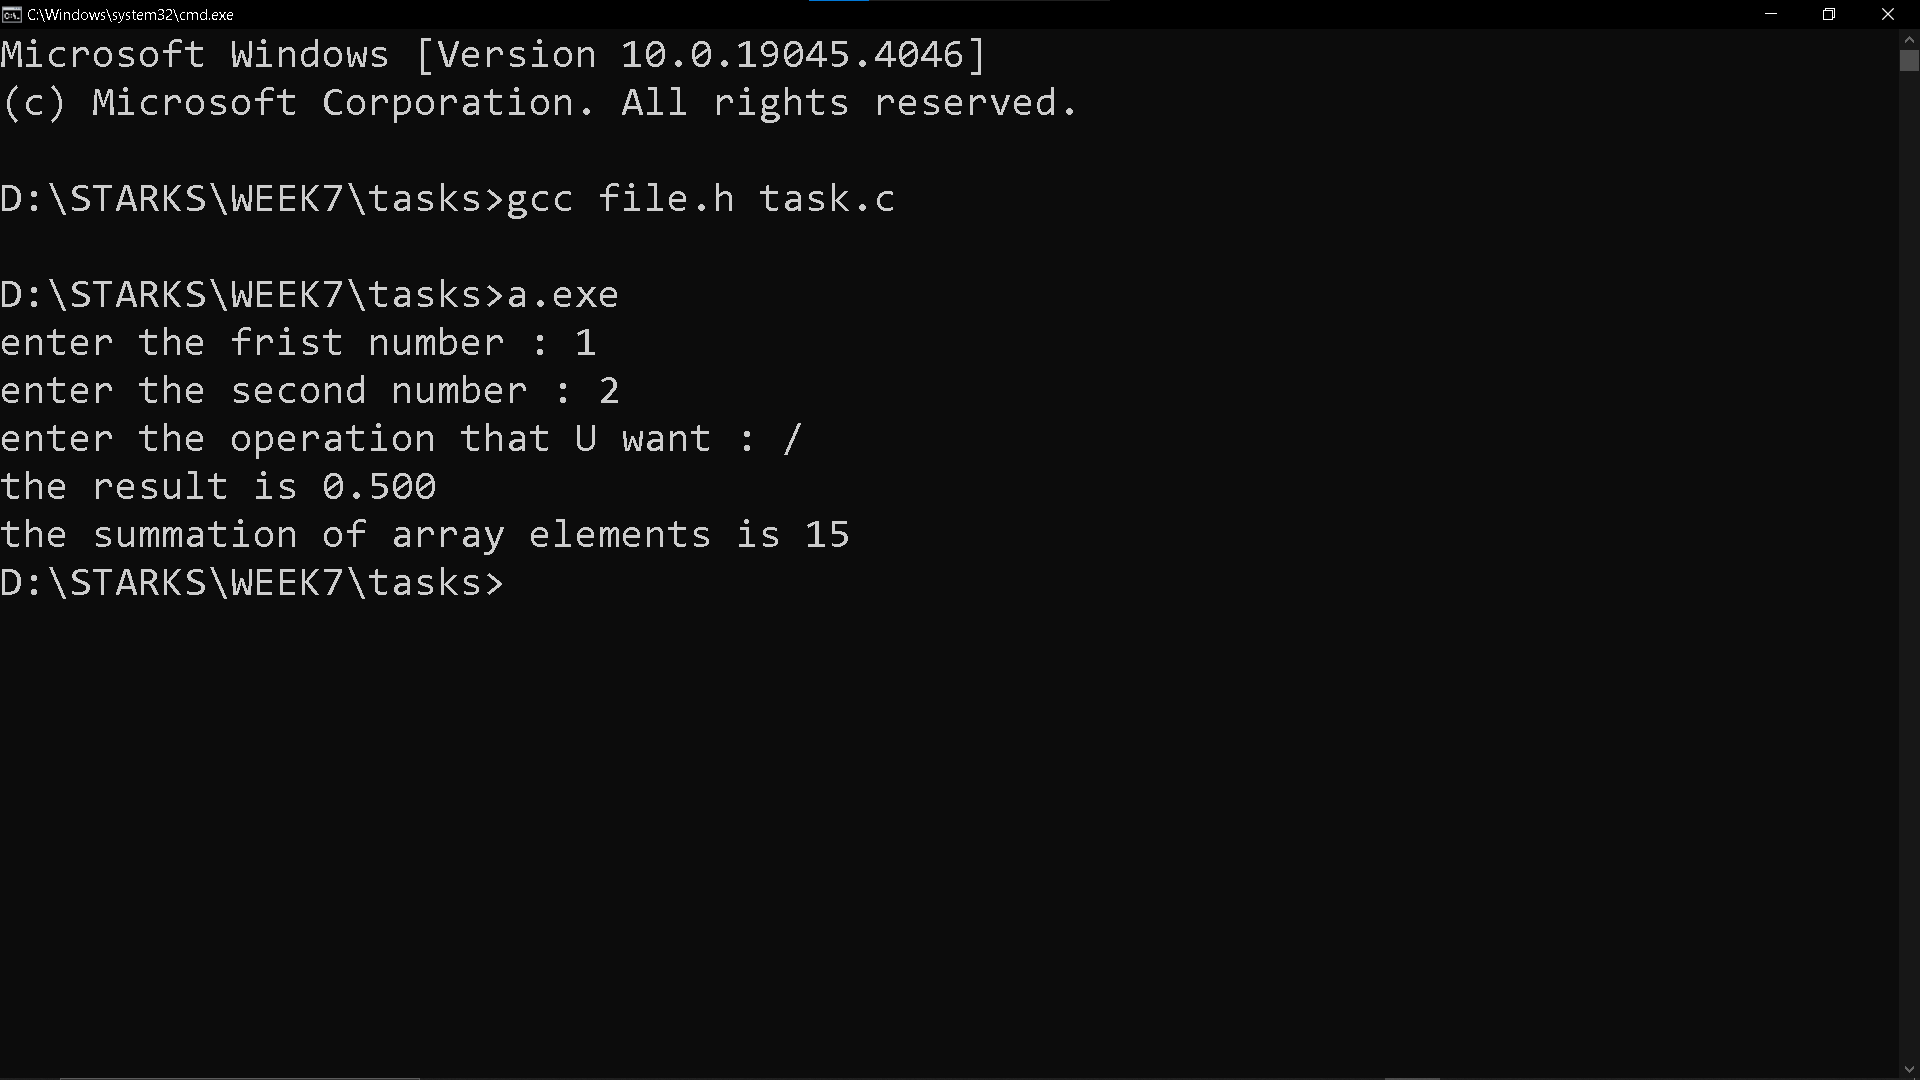 C:\Windows\system32\cmd.exe
Microsoft Windows [Version 10.0.19045.4046]
(c) Microsoft Corporation. All rights reserved.
D:\STARKS\WEEK7\tasks>gcc file.h task.c
D:\STARKS\WEEK7\tasks>a.exe
enter the frist number : 1
enter the second number : 2
enter the operation that U want : /
the result is 0.500
the summation of array elements is 15
D:\STARKS\WEEK7\tasks>